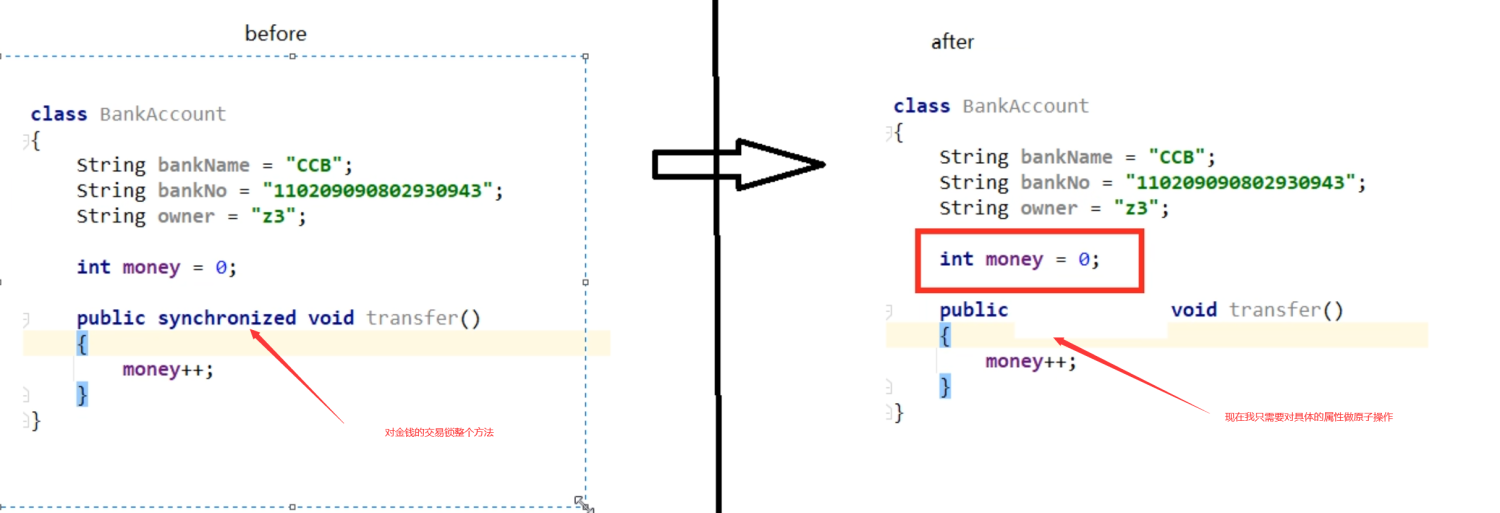 before
class BankAccount
{
String bankName = "CCB";
String bankNo = "110209090802930943";
String owner = "z3";
int money = 0;
public synchronized void transfer()
{
money++;
}
}
对金钱的交易锁整个方法
after
class BankAccount
{
String bankName = "CCB";
String bankNo = "110209090802930943";
String owner = "z3";
int money = 0;
public void transfer()
{
money++;
}
}
现在我只需要对具体的属性做原子操作